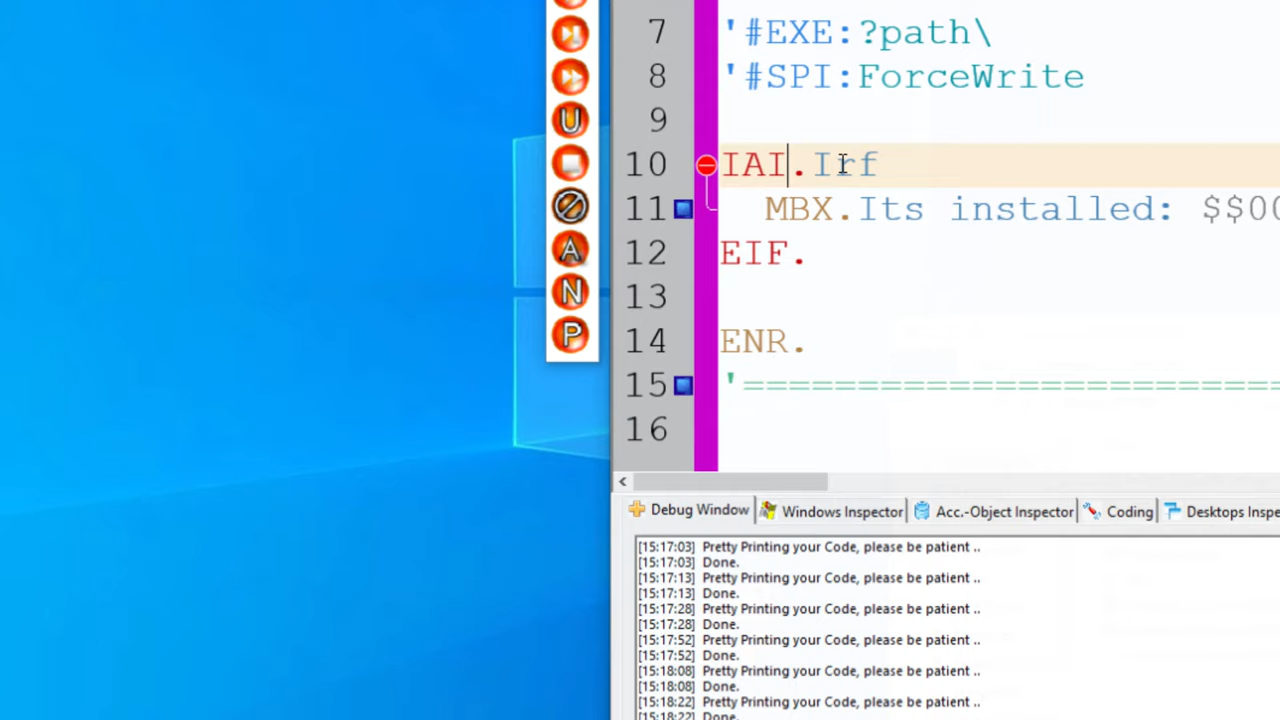 U
A
N
P
7 '#EXE:?path\
8 '#SPI:ForceWrite
9
10 IAI.Irf
11 MBX.Its installed: $$00
12 EIF.
13
14 ENR.
15 '========================
16
Debug Window Windows Inspector Acc.-Object Inspector Coding Desktops Inspe
[15:17:03] Pretty Printing your Code, please be patient ..
[15:17:03] Done.
[15:17:13] Pretty Printing your Code, please be patient ..
[15:17:13] Done.
[15:17:28] Pretty Printing your Code, please be patient ..
[15:17:28] Done.
[15:17:52] Pretty Printing your Code, please be patient ..
[15:17:52] Done.
[15:18:08] Pretty Printing your Code, please be patient ..
[15:18:08] Done.
[15:18:22] Pretty Printing your Code, please be patient ..
[15:18:22] Done.